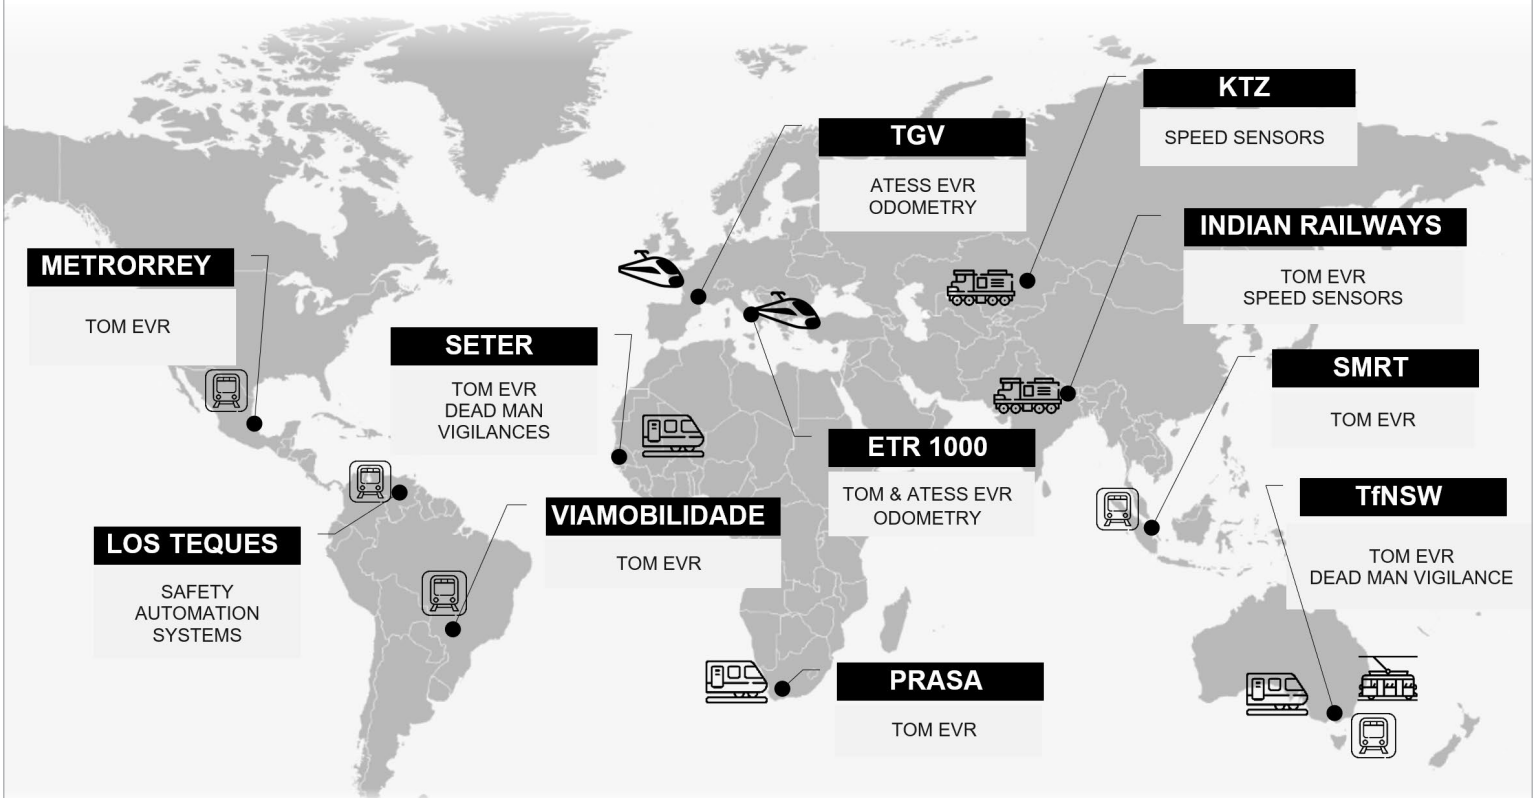 KTZ
SPEED SENSORS
TGV
ATESS EVR
ODOMETRY
INDIAN RAILWAYS
TOM EVR
SPEED SENSORS
METRORREY
TOM EVR
SETER
TOM EVR
DEAD MAN
VIGILANCES
SMRT
TOM EVR
ETR 1000
TOM & ATESS EVR
ODOMETRY
TfNSW
TOM EVR
DEAD MAN VIGILANCE
VIAMOBILIDADE
TOM EVR
LOS TEQUES
SAFETY
AUTOMATION
SYSTEMS
PRASA
TOM EVR